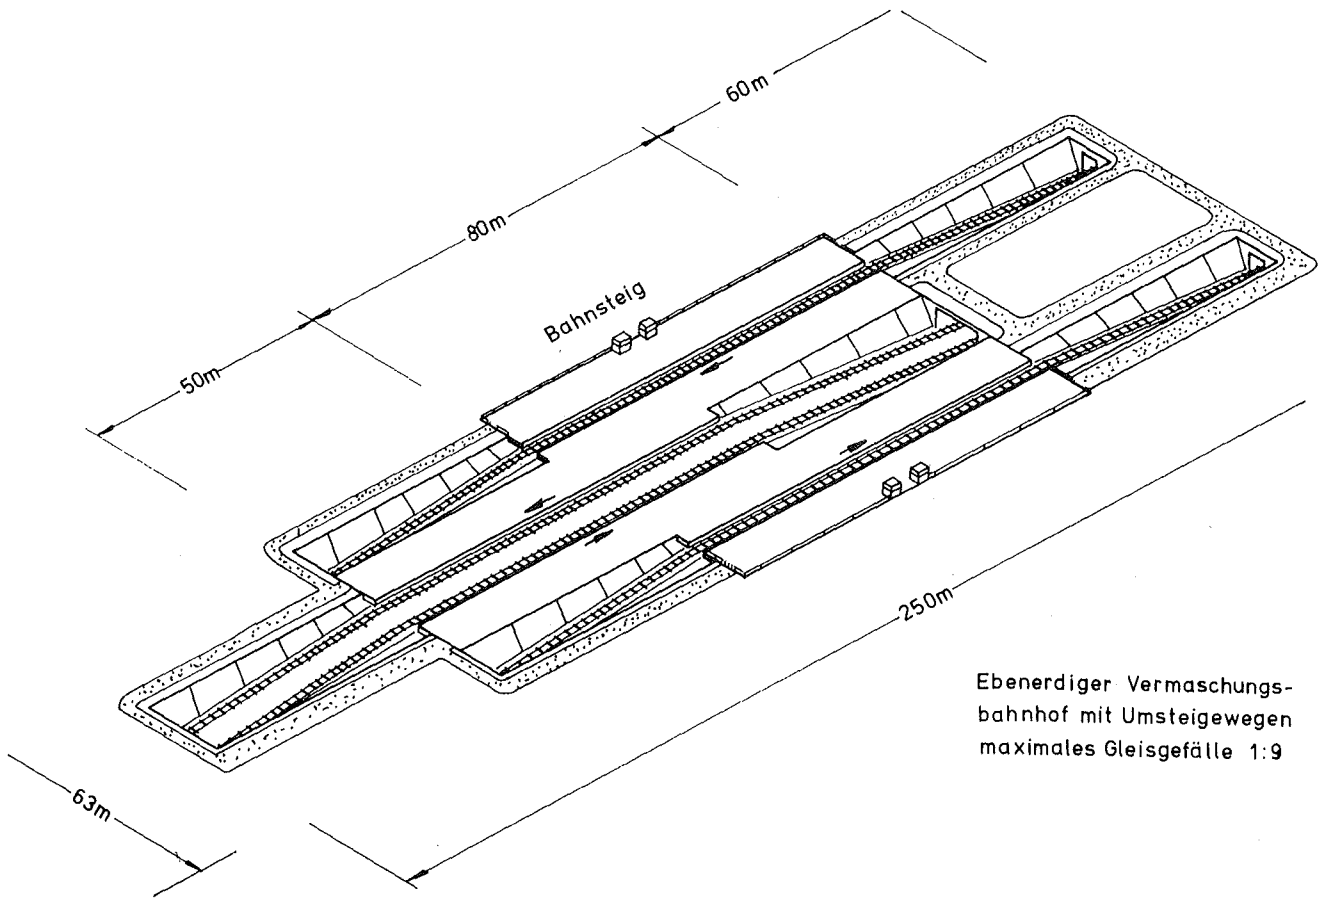 60m
80m
50m
Bahnsteig
250m
63m
Ebenerdiger Vermaschungs-
bahnhof mit Umsteigewegen
maximales Gleisgefälle 1:9